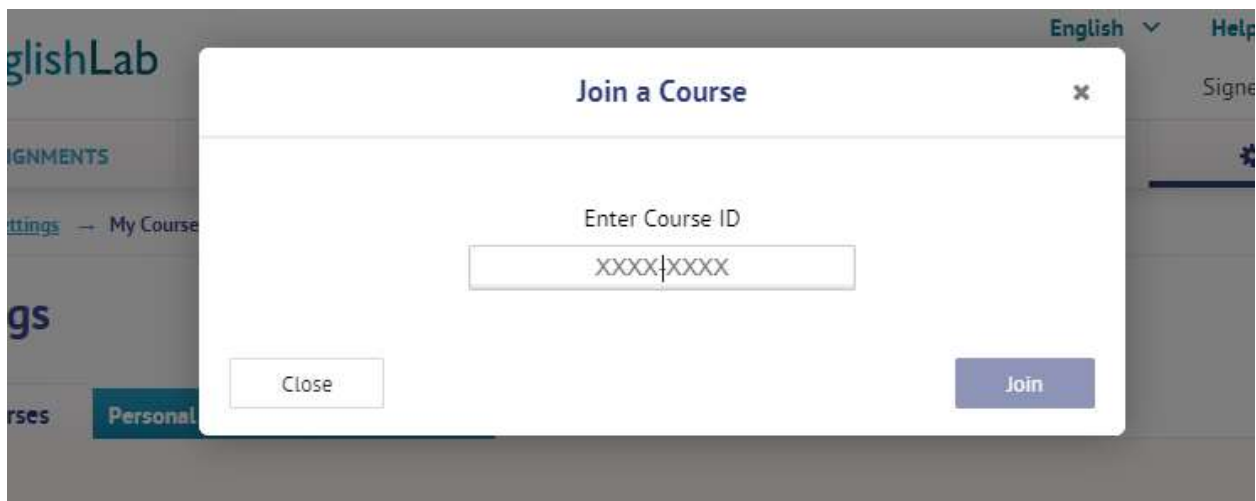 English Help
glishLab
Join a Course
Signe
IGNMENTS
Enter Course ID
ettings → My Course
XXXX-XXXX
gs
Close Join
rses Personal